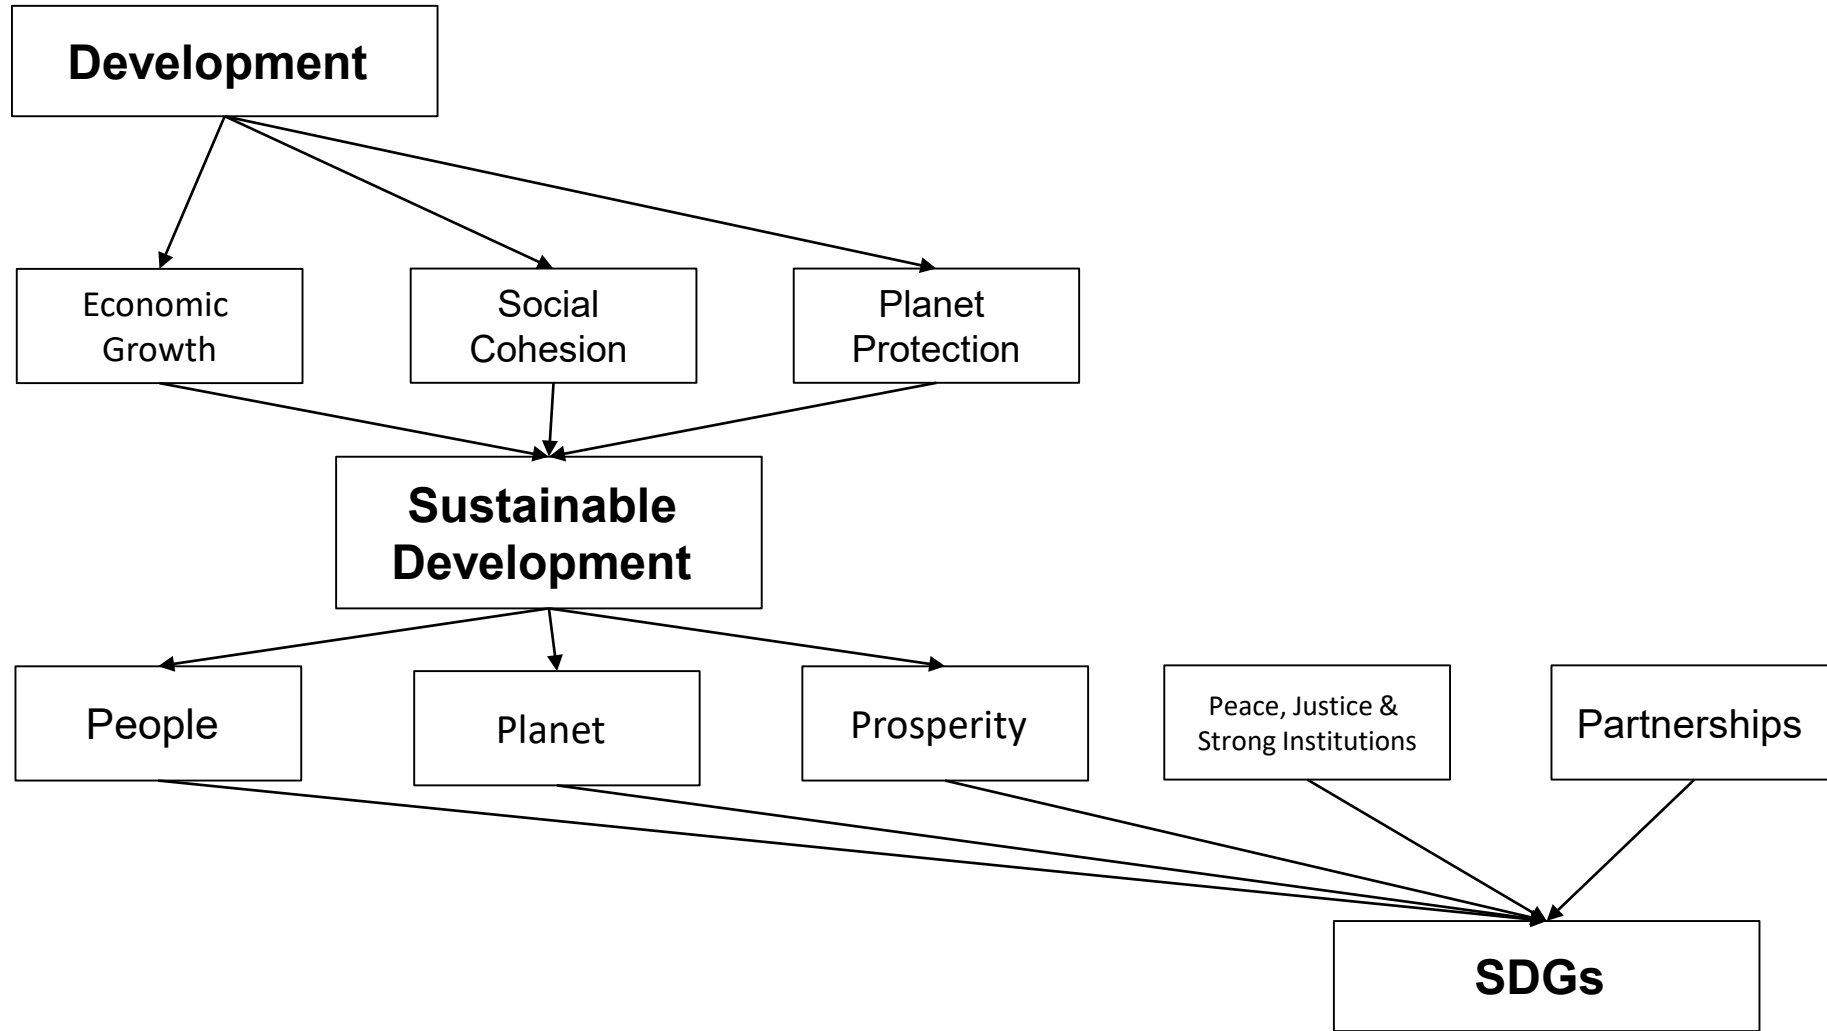 Development
Economic
Growth
Social
Cohesion
Planet
Protection
Sustainable
Development
People
Planet
Prosperity
Peace, Justice &
Strong Institutions
Partnerships
SDGs